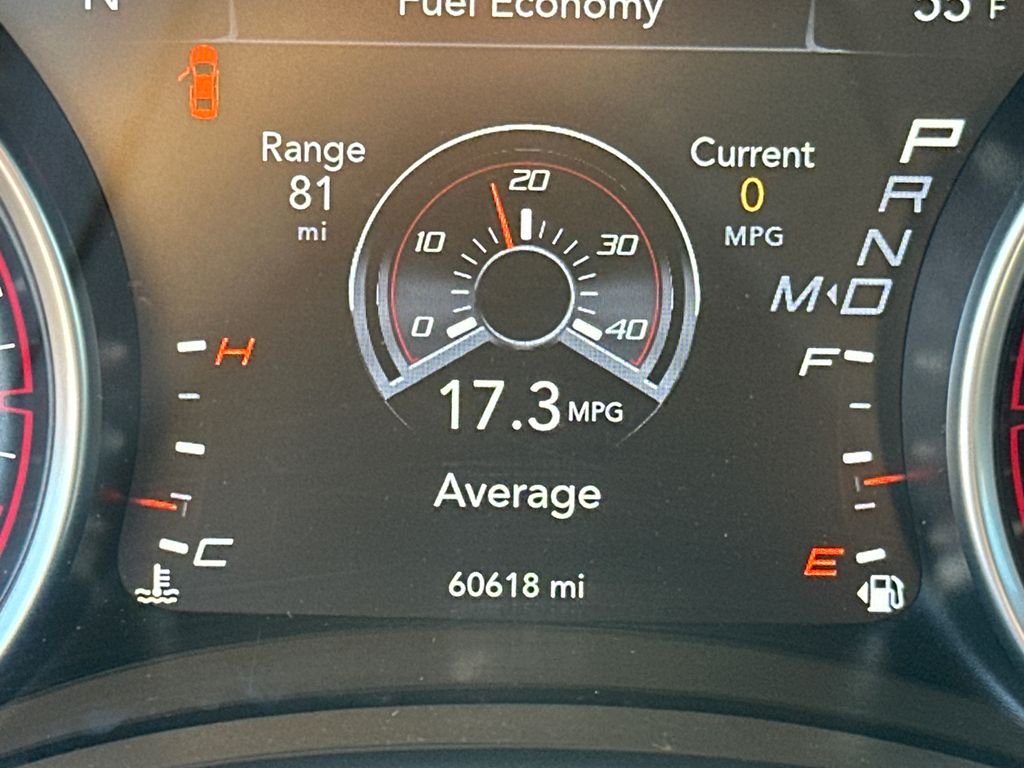 N
Fuel Economy
55 F
Range
81
mi
Current
0
MPG
0
10
20
30
40
17.3 MPG
Average
60618 mi
P
R
N
M D
H
C
F
E